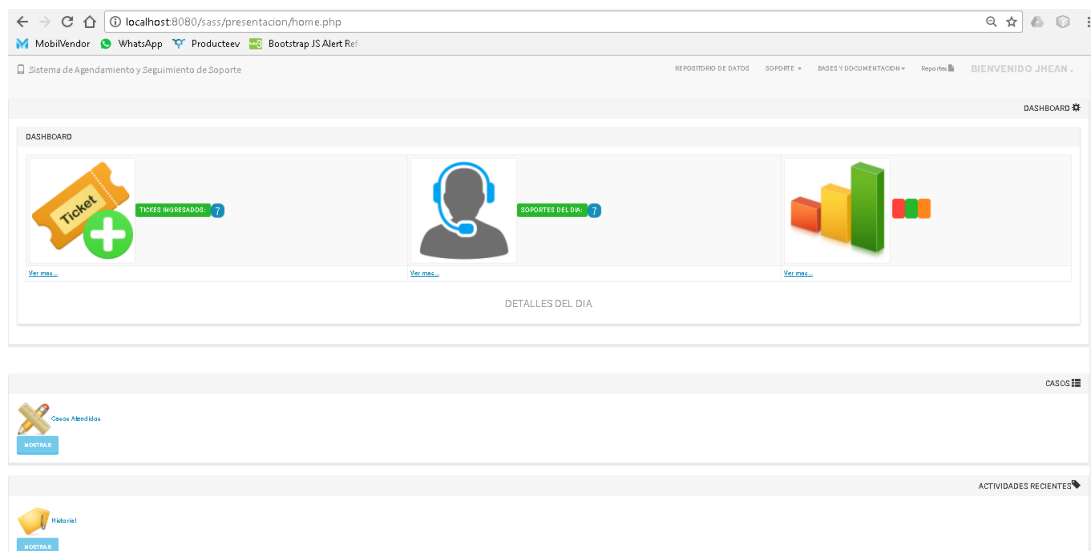 localhost:8080/sass/presentacion/home.php
MobilVendor WhatsApp Producteev Bootstrap JS Alert Ref
Sistema de Agendamiento y Seguimiento de Soporte REPOSITORIO DE DATOS SOPORTE BASES Y DOCUMENTACION Reportes BIENVENIDO JHEAN .
DASHBOARD
DASHBOARD
Ticket
TICKES INGRESADOS: 7
SOPORTES DEL DIA: 7
Ver mas... Ver mas... Ver mas...
DETALLES DEL DIA
CASOS
Casos Atendidos
MOSTRAR
ACTIVIDADES RECIENTES
Historial
MOSTRAR